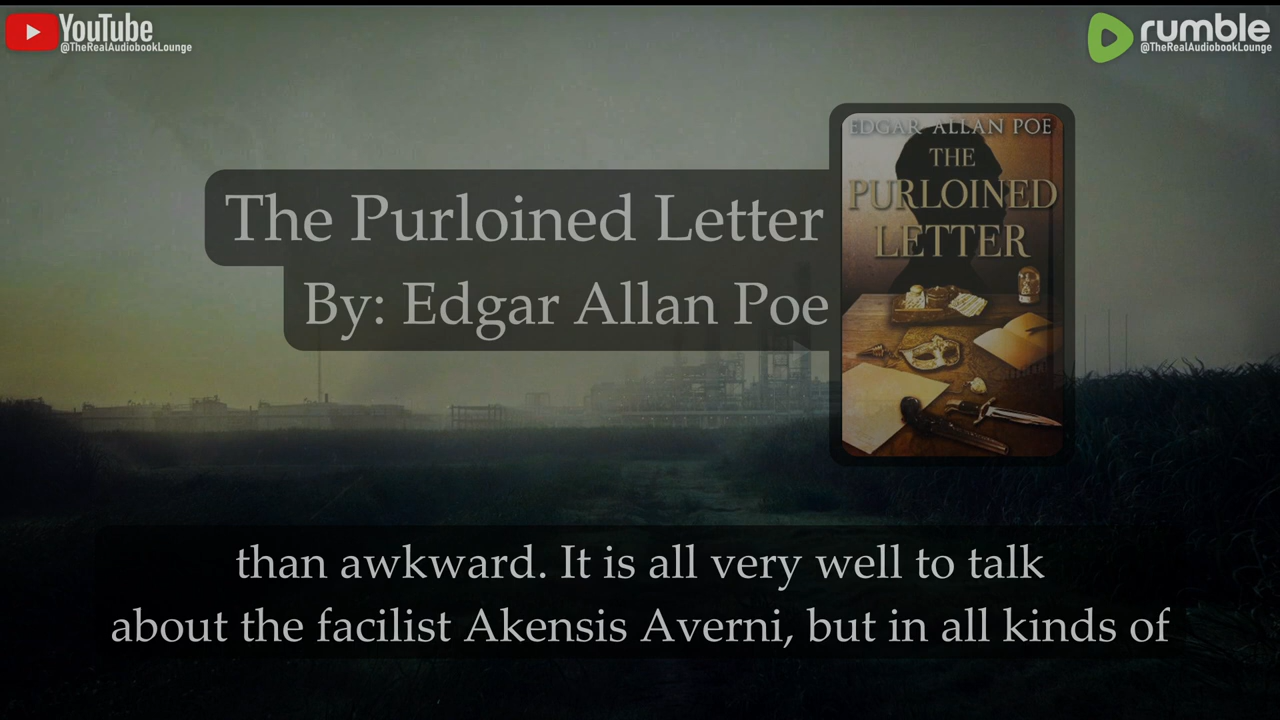 YouTube
@TheRealAudiobookLounge
rumble
@TheRealAudiobookLounge
The Purloined Letter
By: Edgar Allan Poe
EDGAR ALLAN POE
THE
PURLOINED
LETTER
than awkward. It is all very well to talk
about the facilist Akensis Averni, but in all kinds of